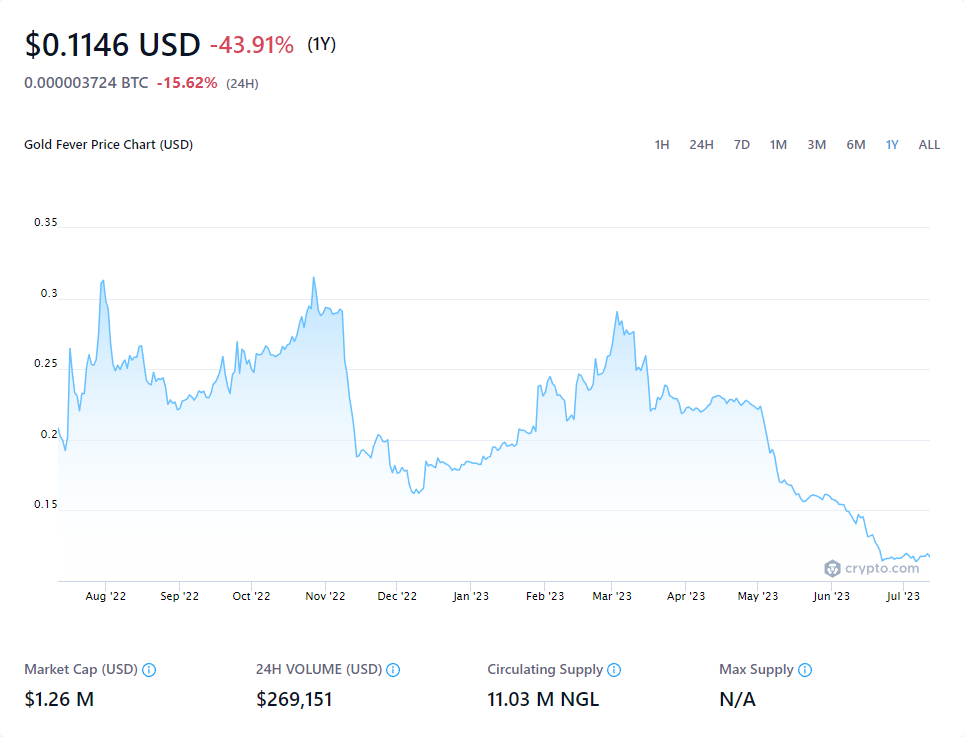 $0.1146 USD -43.91% (1Y)
0.000003724 BTC -15.62% (24H)
Gold Fever Price Chart (USD) 1H 24H 7D 1M 3M 6M 1Y ALL
0.35
0.3
0.25
0.2
0.15
crypto.com
Aug '22 Sep '22 Oct '22 Nov '22 Dec '22 Jan '23 Feb '23 Mar '23 Apr '23 May '23 Jun '23 Jul '23
Market Cap (USD) 24H VOLUME (USD) Circulating Supply Max Supply
$1.26 M $269,151 11.03 M NGL N/A